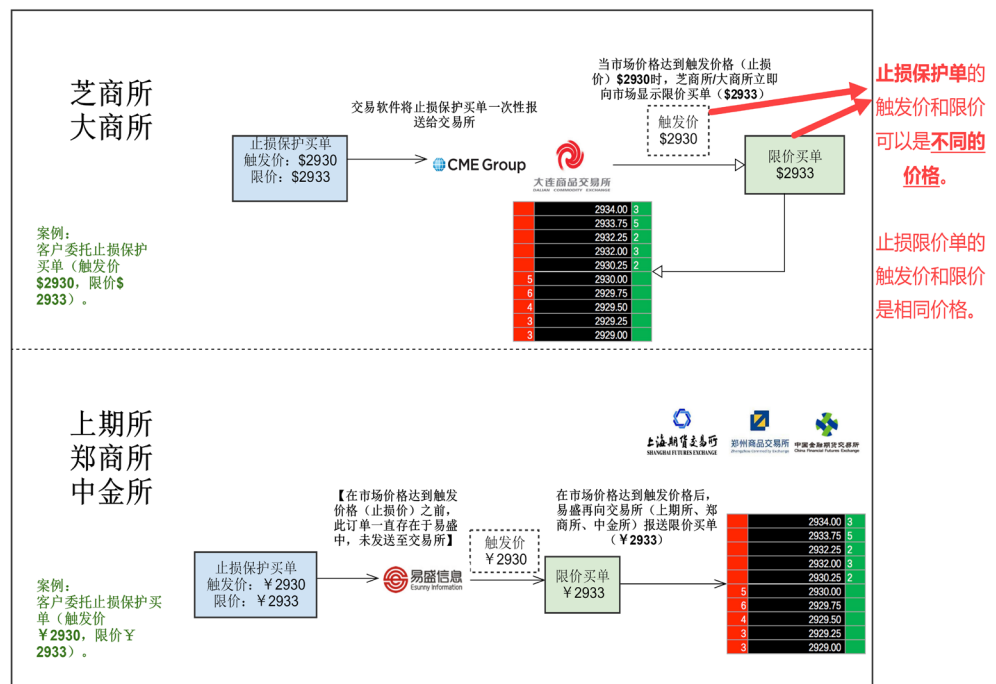 芝商所
大商所
交易软件将止损保护买单一次性报
送给交易所
当市场价格达到触发价格（止损
价）$2930时，芝商所/大商所立即
向市场显示限价买单（$2933）
止损保护单的
触发价和限价
可以是不同的
价格。
止损保护买单
触发价：$2930
限价：$2933
CME Group
大连商品交易所
DALIAN COMMODITY EXCHANGE
触发价
$2930
限价买单
$2933
案例：
客户委托止损保护
买单（触发价
$2930，限价$
2933）。
2934.00 3
2933.75 5
2932.25 2
2932.00 3
2930.25 2
5 2930.00
6 2929.75
4 2929.50
3 2929.25
3 2929.00
止损限价单的
触发价和限价
是相同价格。
上期所
郑商所
中金所
上海期货交易所
SHANGHAI FUTURES EXCHANGE
郑州商品交易所
Zhengzhou Commodity Exchange
中国金融期货交易所
China Financial Futures Exchange
【在市场价格达到触发
价格（止损价）之前，
此订单一直存在于易盛
中，未发送至交易所】
在市场价格达到触发价格后，
易盛再向交易所（上期所、郑
商所、中金所）报送限价买单
（￥2933）
止损保护买单
触发价：￥2930
限价：￥2933
易盛信息
Esunny Information
触发价
￥2930
限价买单
￥2933
案例：
客户委托止损保护买
单（触发价
￥2930，限价￥
2933）。
2934.00 3
2933.75 5
2932.25 2
2932.00 3
2930.25 2
5 2930.00
6 2929.75
4 2929.50
3 2929.25
3 2929.00